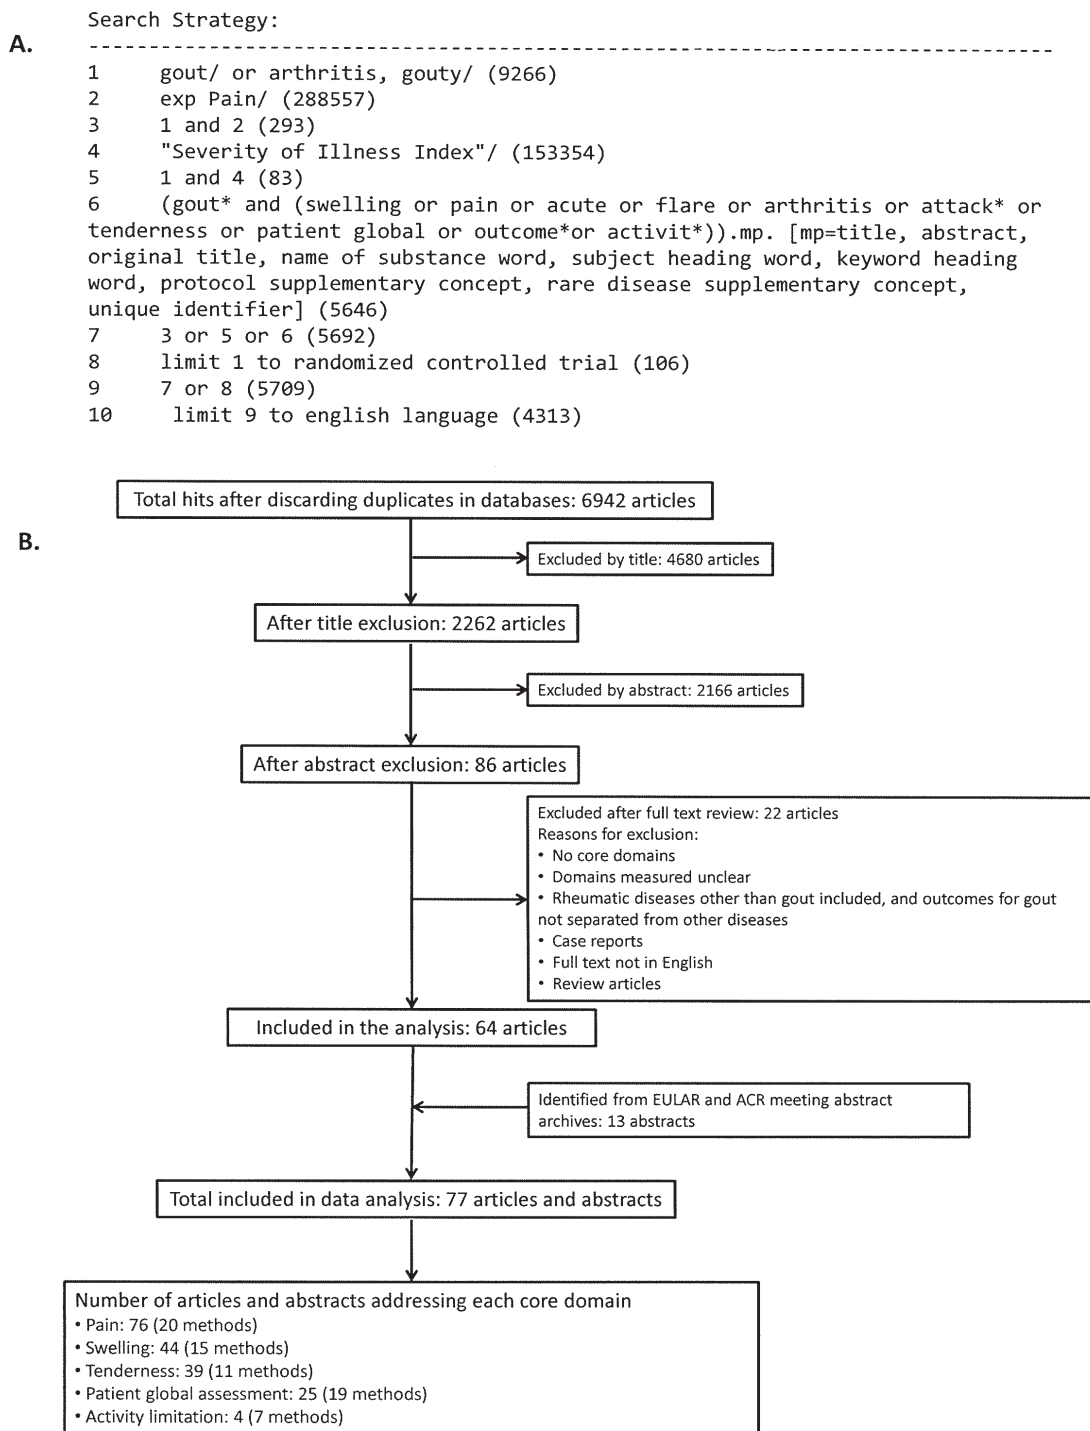 Search Strategy:
A.
--------------------------------------------------------------------------------
1 gout/ or arthritis, gouty/ (9266)
2 exp Pain/ (288557)
3 1 and 2 (293)
4 "Severity of Illness Index"/ (153354)
5 1 and 4 (83)
6 (gout* and (swelling or pain or acute or flare or arthritis or attack* or
tenderness or patient global or outcome*or activit*)).mp. [mp=title, abstract,
original title, name of substance word, subject heading word, keyword heading
word, protocol supplementary concept, rare disease supplementary concept,
unique identifier] (5646)
7 3 or 5 or 6 (5692)
8 limit 1 to randomized controlled trial (106)
9 7 or 8 (5709)
10 limit 9 to english language (4313)
B.
Total hits after discarding duplicates in databases: 6942 articles
Excluded by title: 4680 articles
After title exclusion: 2262 articles
Excluded by abstract: 2166 articles
After abstract exclusion: 86 articles
Excluded after full text review: 22 articles
Reasons for exclusion:
• No core domains
• Domains measured unclear
• Rheumatic diseases other than gout included, and outcomes for gout
not separated from other diseases
• Case reports
• Full text not in English
• Review articles
Included in the analysis: 64 articles
Identified from EULAR and ACR meeting abstract
archives: 13 abstracts
Total included in data analysis: 77 articles and abstracts
Number of articles and abstracts addressing each core domain
• Pain: 76 (20 methods)
• Swelling: 44 (15 methods)
• Tenderness: 39 (11 methods)
• Patient global assessment: 25 (19 methods)
• Activity limitation: 4 (7 methods)